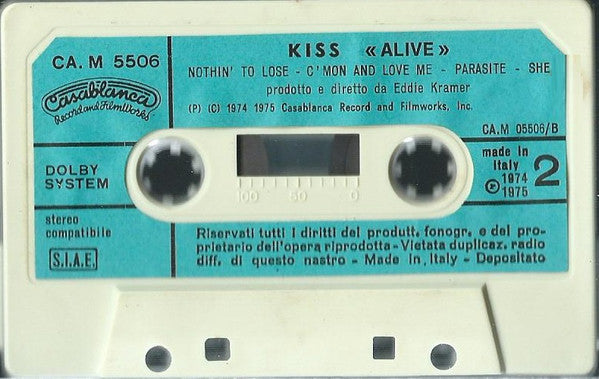 KISS «ALIVE»
CA. M 5506
NOTHIN' TO LOSE - C'MON AND LOVE ME - PARASITE - SHE
prodotto e diretto da Eddie Kramer
(P) (C) 1974 1975 Casablanca Record and Filmworks, Inc.
Casablanca
Record and FilmWorks
CA.M 05506/B
DOLBY
SYSTEM
100 50 0
made in
Italy
℗ 1974
1975
2
stereo
compatibile
S.I.A.E.
Riservati tutti i diritti del produtt. fonogr. e del pro-
prietario dell'opera riprodotta - Vietata duplicaz. radio
diff. di questo nastro - Made in Italy - Depositato